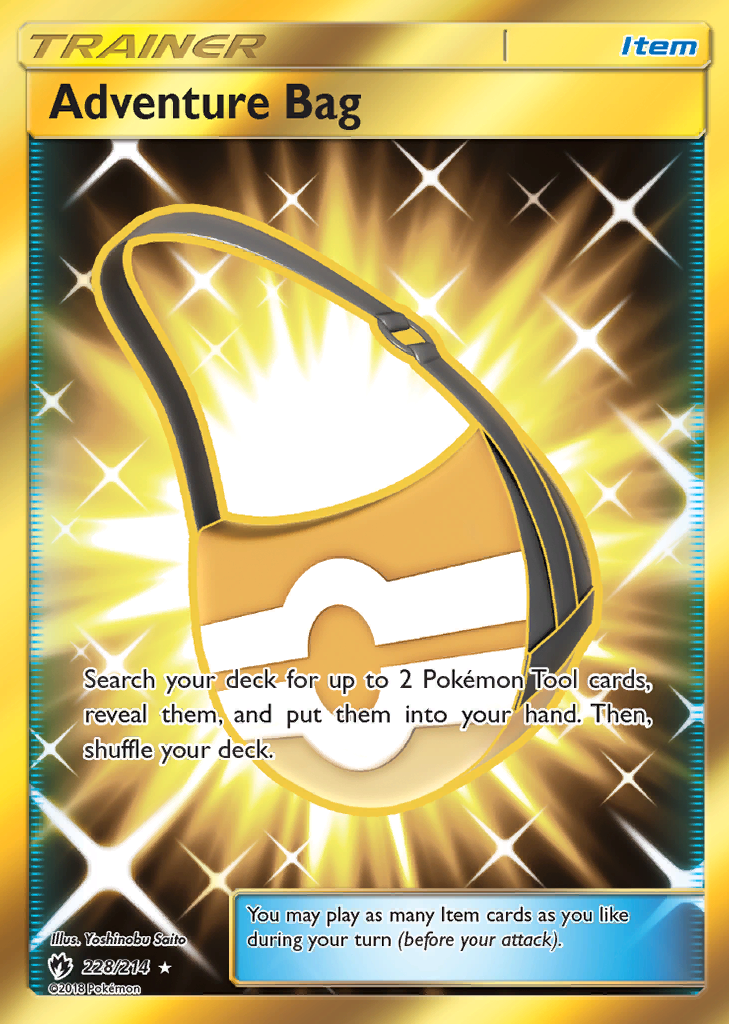 TRAINER
Item
Adventure Bag
Search your deck for up to 2 Pokémon Tool cards,
reveal them, and put them into your hand. Then,
shuffle your deck.
You may play as many Item cards as you like
during your turn (before your attack).
Illus. Yoshinobu Saito
228/214 ★
©2018 Pokémon